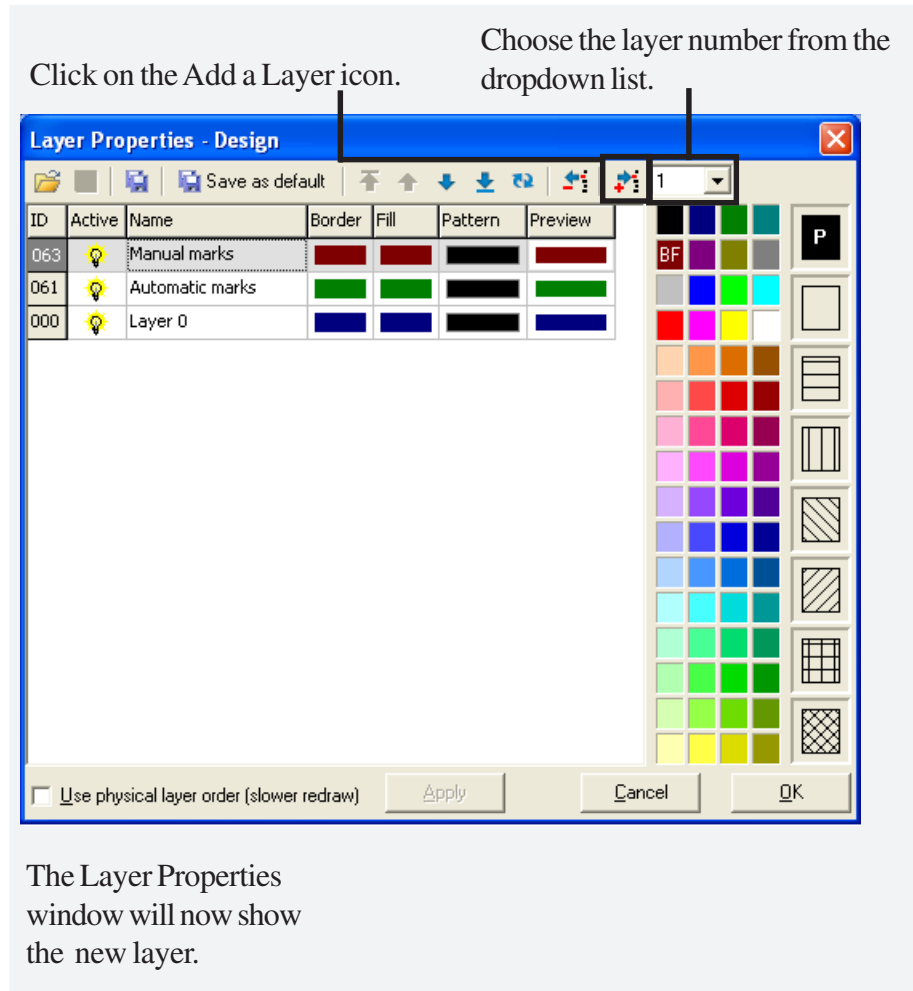 Click on the Add a Layer icon.
Choose the layer number from the
dropdown list.
Layer Properties - Design
Save as default
1
ID Active Name Border Fill Pattern Preview
063 Manual marks
061 Automatic marks
000 Layer 0
P
BF
Use physical layer order (slower redraw) Apply Cancel OK
The Layer Properties
window will now show
the new layer.